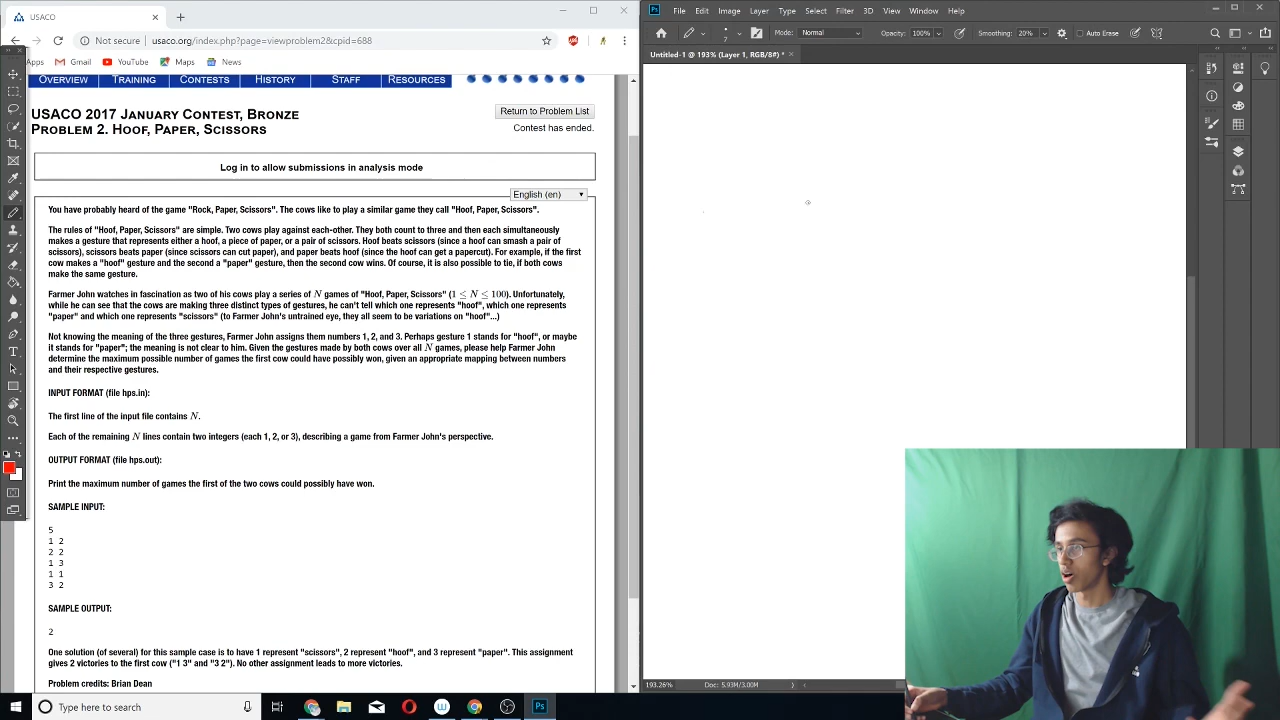 USACO
Not secure usaco.org/index.php?page=viewproblem2&cpid=688
Apps Gmail YouTube Maps News
OVERVIEW TRAINING CONTESTS HISTORY STAFF RESOURCES
USACO 2017 JANUARY CONTEST, BRONZE
PROBLEM 2. HOOF, PAPER, SCISSORS
Return to Problem List
Contest has ended.
Log in to allow submissions in analysis mode
English (en)
You have probably heard of the game "Rock, Paper, Scissors". The cows like to play a similar game they call "Hoof, Paper, Scissors".
The rules of "Hoof, Paper, Scissors" are simple. Two cows play against each-other. They both count to three and then each simultaneously
makes a gesture that represents either a hoof, a piece of paper, or a pair of scissors. Hoof beats scissors (since a hoof can smash a pair of
scissors), scissors beats paper (since scissors can cut paper), and paper beats hoof (since the hoof can get a papercut). For example, if the first
cow makes a "hoof" gesture and the second a "paper" gesture, then the second cow wins. Of course, it is also possible to tie, if both cows
make the same gesture.
Farmer John watches in fascination as two of his cows play a series of N games of "Hoof, Paper, Scissors" (1 ≤ N ≤ 100). Unfortunately,
while he can see that the cows are making three distinct types of gestures, he can't tell which one represents "hoof", which one represents
"paper" and which one represents "scissors" (to Farmer John's untrained eye, they all seem to be variations on "hoof"...)
Not knowing the meaning of the three gestures, Farmer John assigns them numbers 1, 2, and 3. Perhaps gesture 1 stands for "hoof", or maybe
it stands for "paper"; the meaning is not clear to him. Given the gestures made by both cows over all N games, please help Farmer John
determine the maximum possible number of games the first cow could have possibly won, given an appropriate mapping between numbers
and their respective gestures.
INPUT FORMAT (file hps.in):
The first line of the input file contains N.
Each of the remaining N lines contain two integers (each 1, 2, or 3), describing a game from Farmer John's perspective.
OUTPUT FORMAT (file hps.out):
Print the maximum number of games the first of the two cows could possibly have won.
SAMPLE INPUT:
5
1 2
2 2
1 3
1 1
3 2
SAMPLE OUTPUT:
2
One solution (of several) for this sample case is to have 1 represent "scissors", 2 represent "hoof", and 3 represent "paper". This assignment
gives 2 victories to the first cow ("1 3" and "3 2"). No other assignment leads to more victories.
Problem credits: Brian Dean
Type here to search
Ps File Edit Image Layer Type Select Filter 3D View Window Help
7 Mode: Normal Opacity: 100% Smoothing: 20% Auto Erase
Untitled-1 @ 193% (Layer 1, RGB/8#) *
193.26% Doc: 5.93M/3.00M
Ps